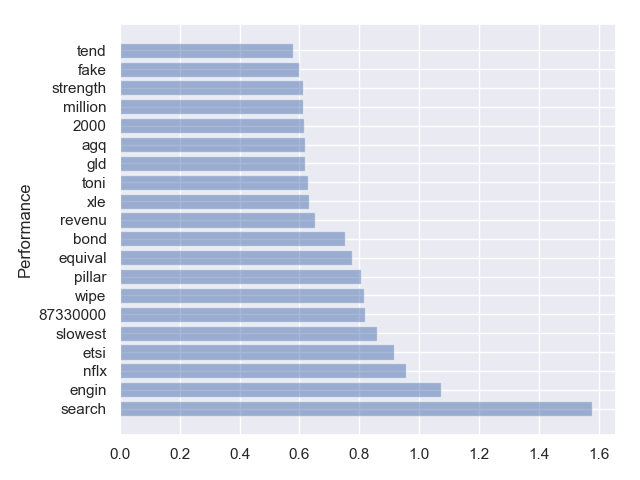 tend
fake
strength
million
2000
agq
gld
toni
xle
revenu
bond
equival
pillar
wipe
87330000
slowest
etsi
nflx
engin
search
Performance
0.0 0.2 0.4 0.6 0.8 1.0 1.2 1.4 1.6